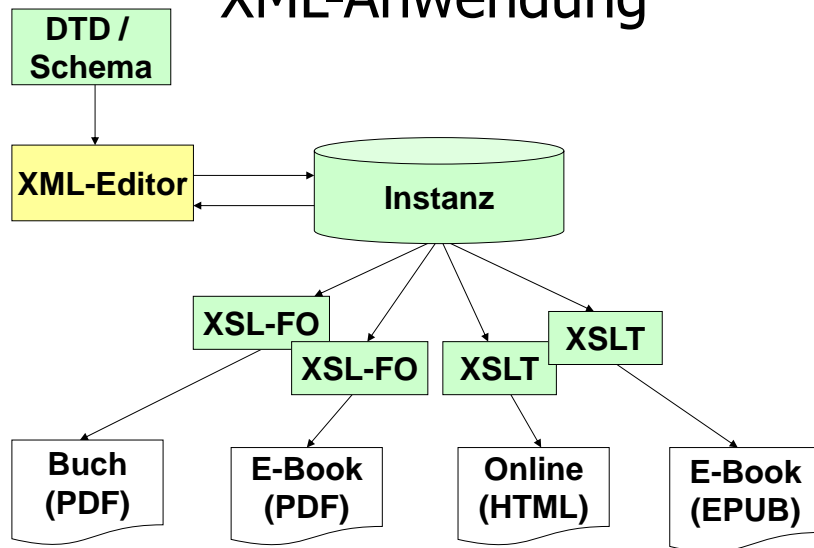 XML-Anwendung
DTD /
Schema
XML-Editor
Instanz
XSL-FO
XSL-FO
XSLT
XSLT
Buch
(PDF)
E-Book
(PDF)
Online
(HTML)
E-Book
(EPUB)